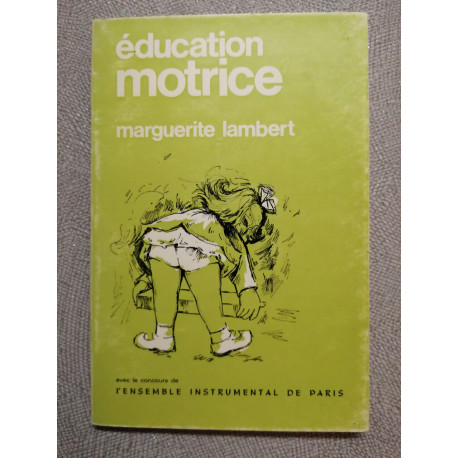 éducation
motrice
marguerite lambert
avec le concours de
l'ENSEMBLE INSTRUMENTAL DE PARIS